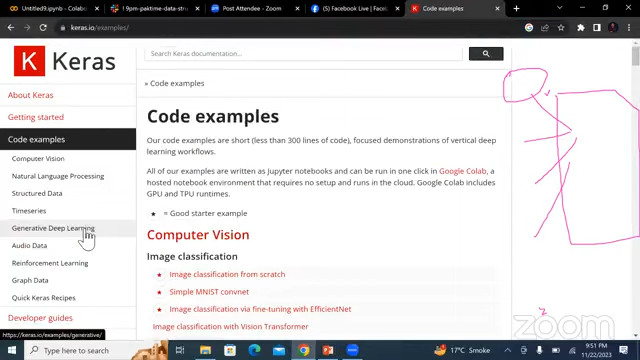 Untitled9.ipynb - Colab
1 9pm-paktime-data-str
Post Attendee - Zoom
(3) Facebook Live | F
Code examples
keras.io/examples/
K Keras
Search Keras documentation...
About Keras
Getting started
Code examples
Computer Vision
Natural Language Processing
Structured Data
Timeseries
Generative Deep Learning
Audio Data
Reinforcement Learning
Graph Data
Quick Keras Recipes
Developer guides
» Code examples
Code examples
Our code examples are short (less than 300 lines of code), focused demonstrations of vertical deep
learning workflows.
All of our examples are written as Jupyter notebooks and can be run in one click in Google Colab, a
hosted notebook environment that requires no setup and runs in the cloud. Google Colab includes
GPU and TPU runtimes.
★ = Good starter example
Computer Vision
Image classification
★ Image classification from scratch
★ Simple MNIST convnet
★ Image classification via fine-tuning with EfficientNet
Image classification with Vision Transformer
https://keras.io/examples/generative/
zoom
Type here to search
17°C Smoke
9:51 PM
11/22/2023